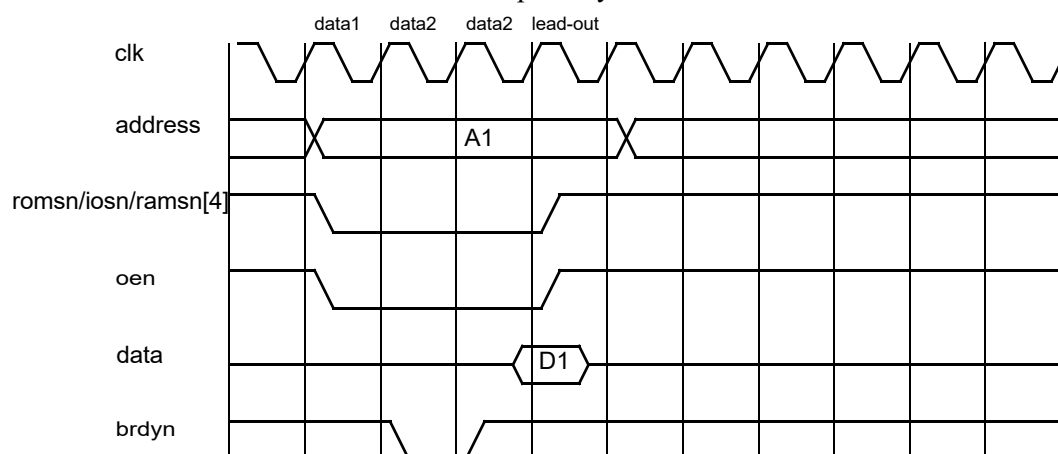 data1 data2 data2 lead-out
clk
address
A1
romsn/iosn/ramsn[4]
oen
data
D1
brdyn